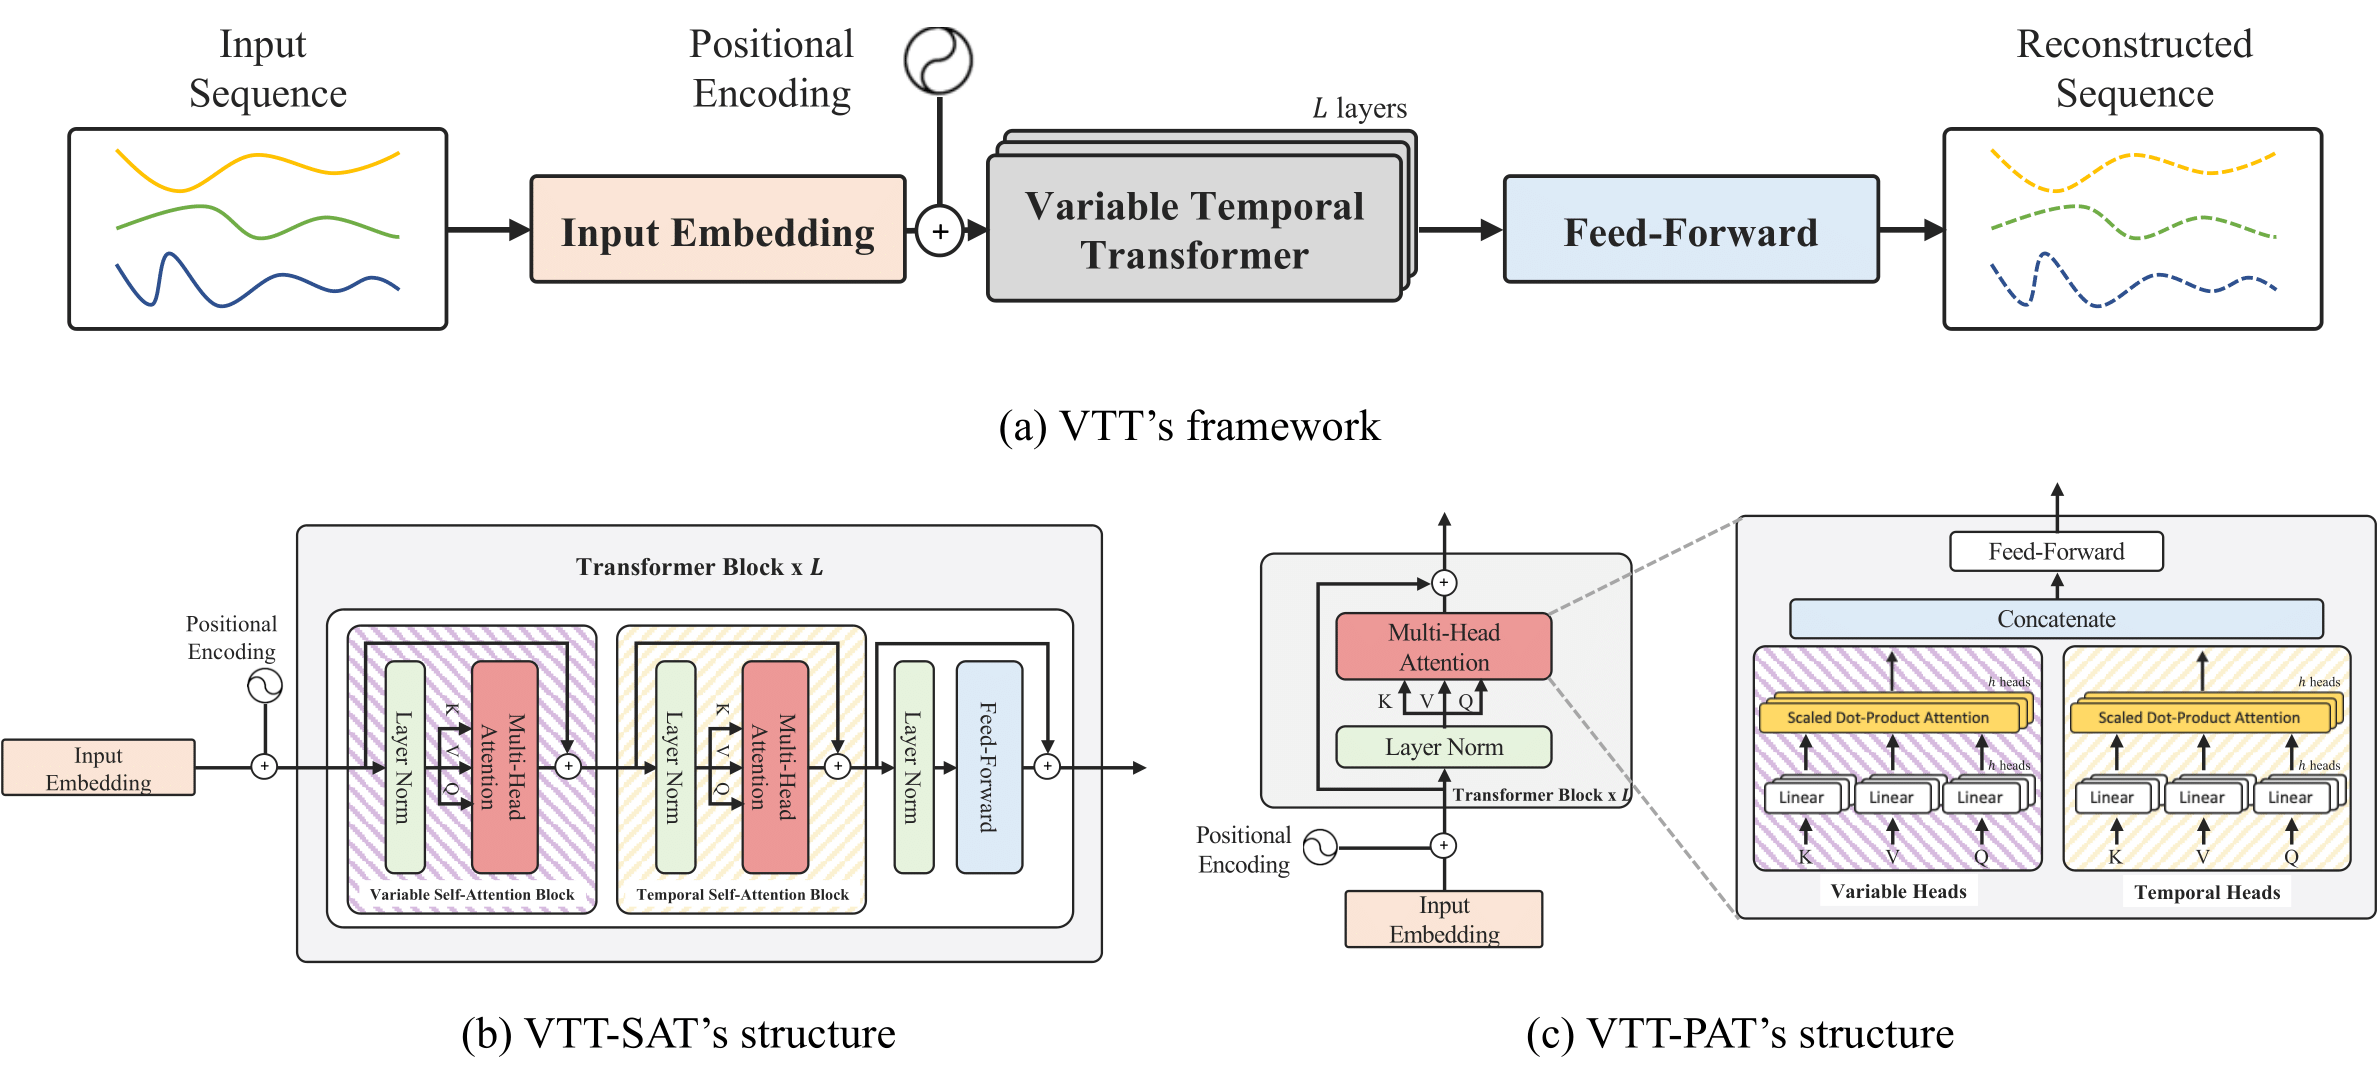 Input
Sequence
Positional
Encoding
L layers
Reconstructed
Sequence
Input Embedding
+
Variable Temporal
Transformer
Feed-Forward
(a) VTT’s framework
Transformer Block x L
Positional
Encoding
Input
Embedding
+
Layer Norm
K
V
Q
Multi-Head
Attention
+
Variable Self-Attention Block
Layer Norm
K
V
Q
Multi-Head
Attention
+
Temporal Self-Attention Block
Layer Norm
Feed-Forward
+
(b) VTT-SAT’s structure
+
Multi-Head
Attention
K V Q
Layer Norm
Transformer Block x L
Positional
Encoding
+
Input
Embedding
Feed-Forward
Concatenate
h heads
Scaled Dot-Product Attention
h heads
Linear Linear Linear
K V Q
Variable Heads
h heads
Scaled Dot-Product Attention
h heads
Linear Linear Linear
K V Q
Temporal Heads
(c) VTT-PAT’s structure